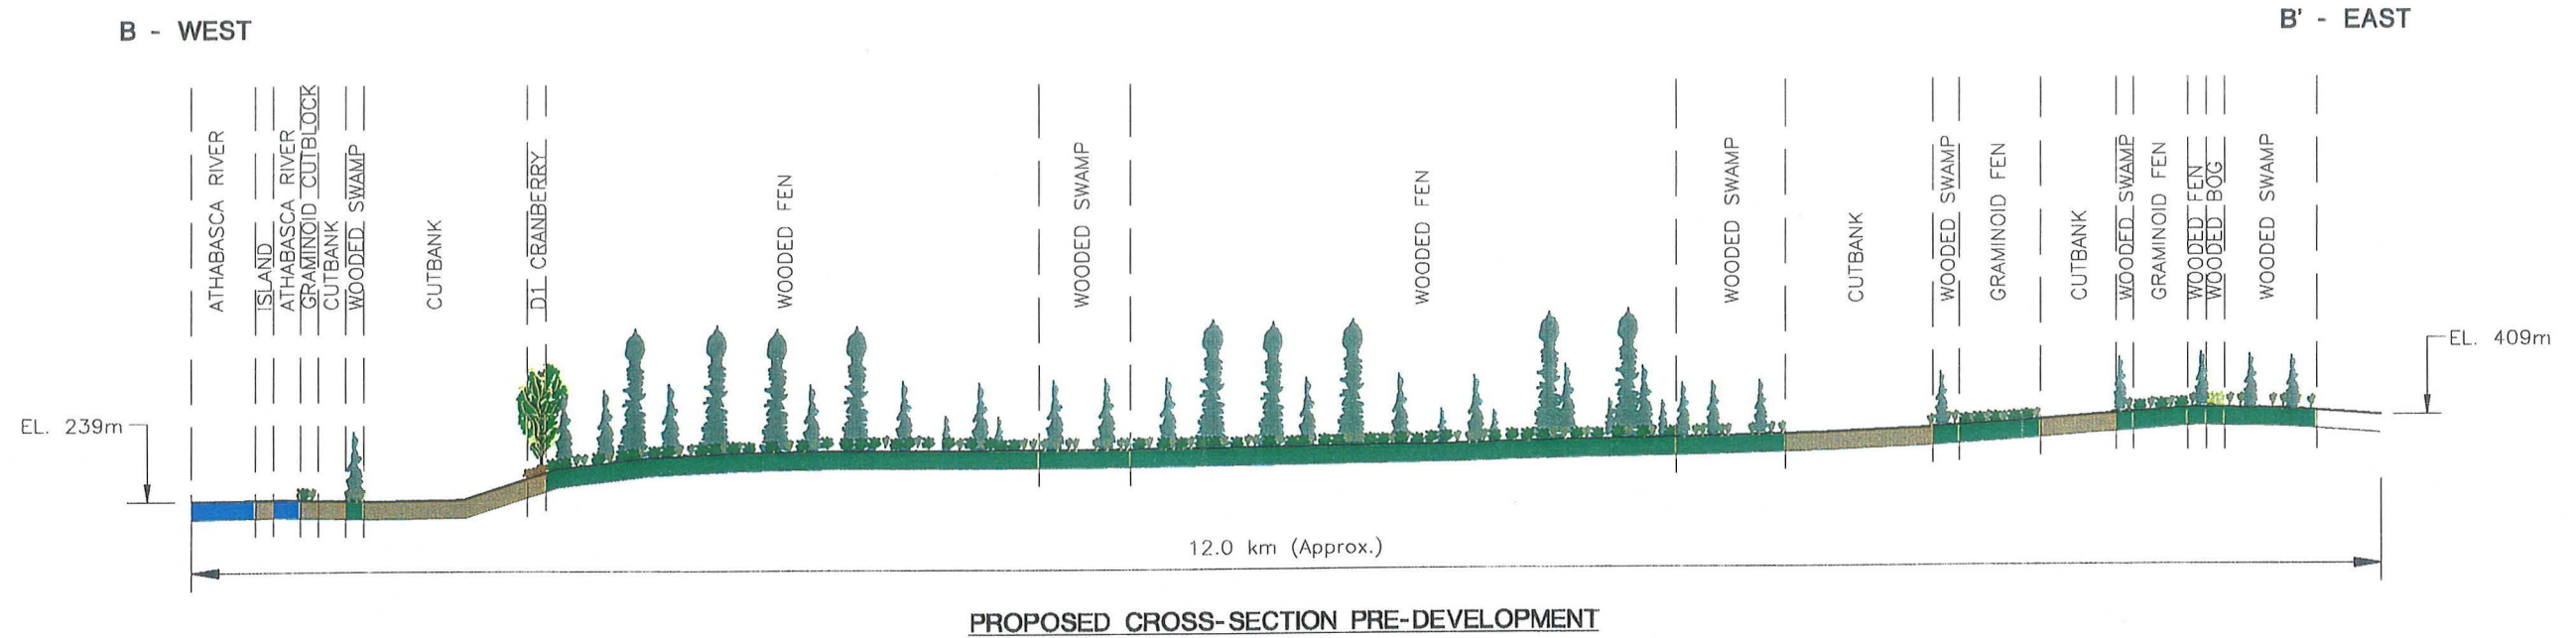 B - WEST
B' - EAST
ATHABASCA RIVER
ISLAND
ATHABASCA RIVER
GRAMINOID CUTBLOCK
CUTBANK
WOODED SWAMP
CUTBANK
D1 CRANBERRY
WOODED FEN
WOODED SWAMP
WOODED FEN
WOODED SWAMP
CUTBANK
WOODED SWAMP
GRAMINOID FEN
CUTBANK
WOODED SWAMP
GRAMINOID FEN
WOODED FEN
WOODED BOG
WOODED SWAMP
EL. 239m
EL. 409m
12.0 km (Approx.)
PROPOSED CROSS-SECTION PRE-DEVELOPMENT